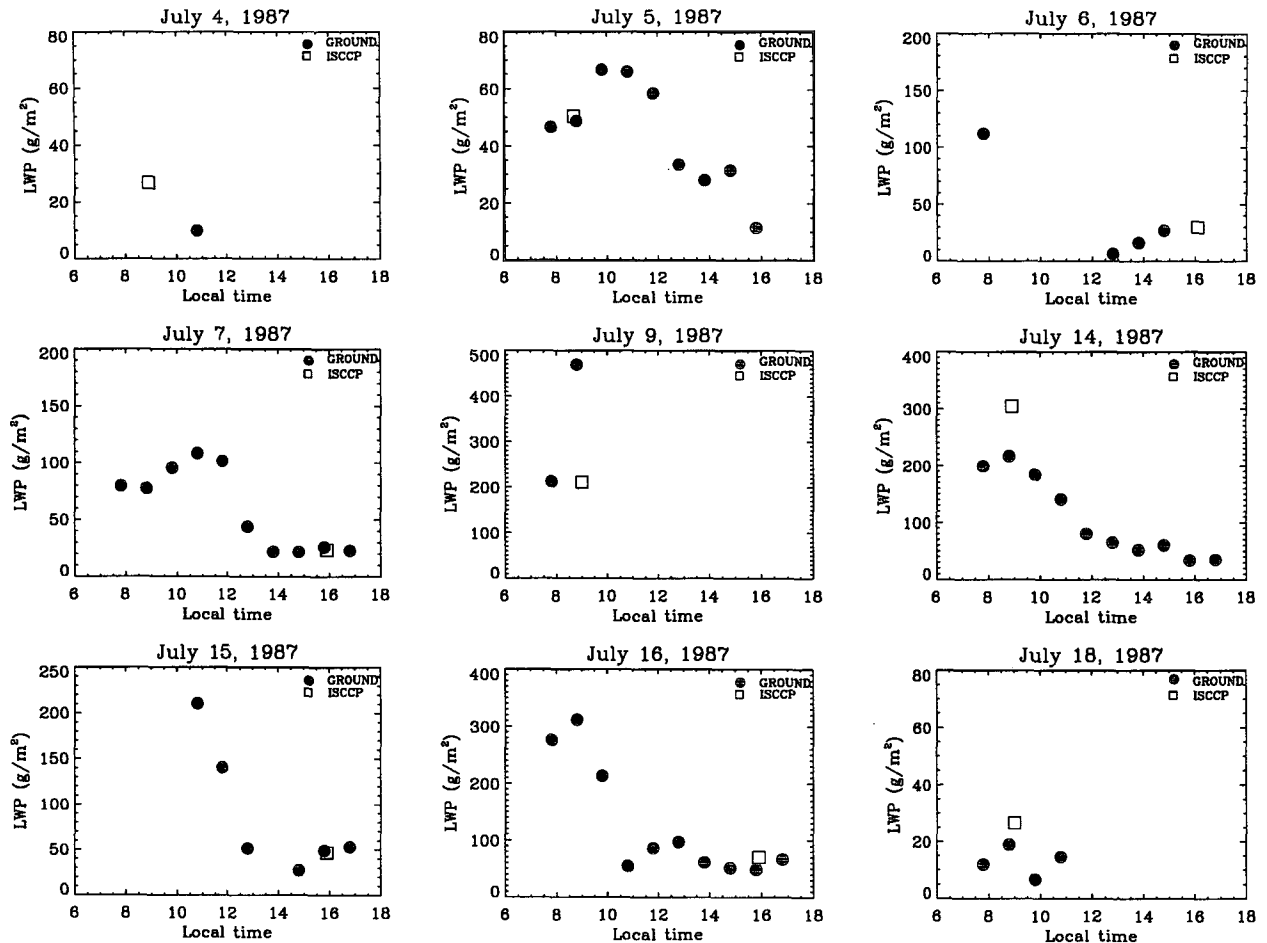 July 4, 1987
80
60
40
20
0
6 8 10 12 14 16 18
Local time
LWP (g/m²)
GROUND
ISCCP
July 5, 1987
80
60
40
20
0
6 8 10 12 14 16 18
Local time
LWP (g/m²)
GROUND
ISCCP
July 6, 1987
200
150
100
50
0
6 8 10 12 14 16 18
Local time
LWP (g/m²)
GROUND
ISCCP
July 7, 1987
200
150
100
50
0
6 8 10 12 14 16 18
Local time
LWP (g/m²)
GROUND
ISCCP
July 9, 1987
500
400
300
200
100
0
6 8 10 12 14 16 18
Local time
LWP (g/m²)
GROUND
ISCCP
July 14, 1987
400
300
200
100
0
6 8 10 12 14 16 18
Local time
LWP (g/m²)
GROUND
ISCCP
July 15, 1987
250
200
150
100
50
0
6 8 10 12 14 16 18
Local time
LWP (g/m²)
GROUND
ISCCP
July 16, 1987
400
300
200
100
0
6 8 10 12 14 16 18
Local time
LWP (g/m²)
GROUND
ISCCP
July 18, 1987
80
60
40
20
0
6 8 10 12 14 16 18
Local time
LWP (g/m²)
GROUND
ISCCP